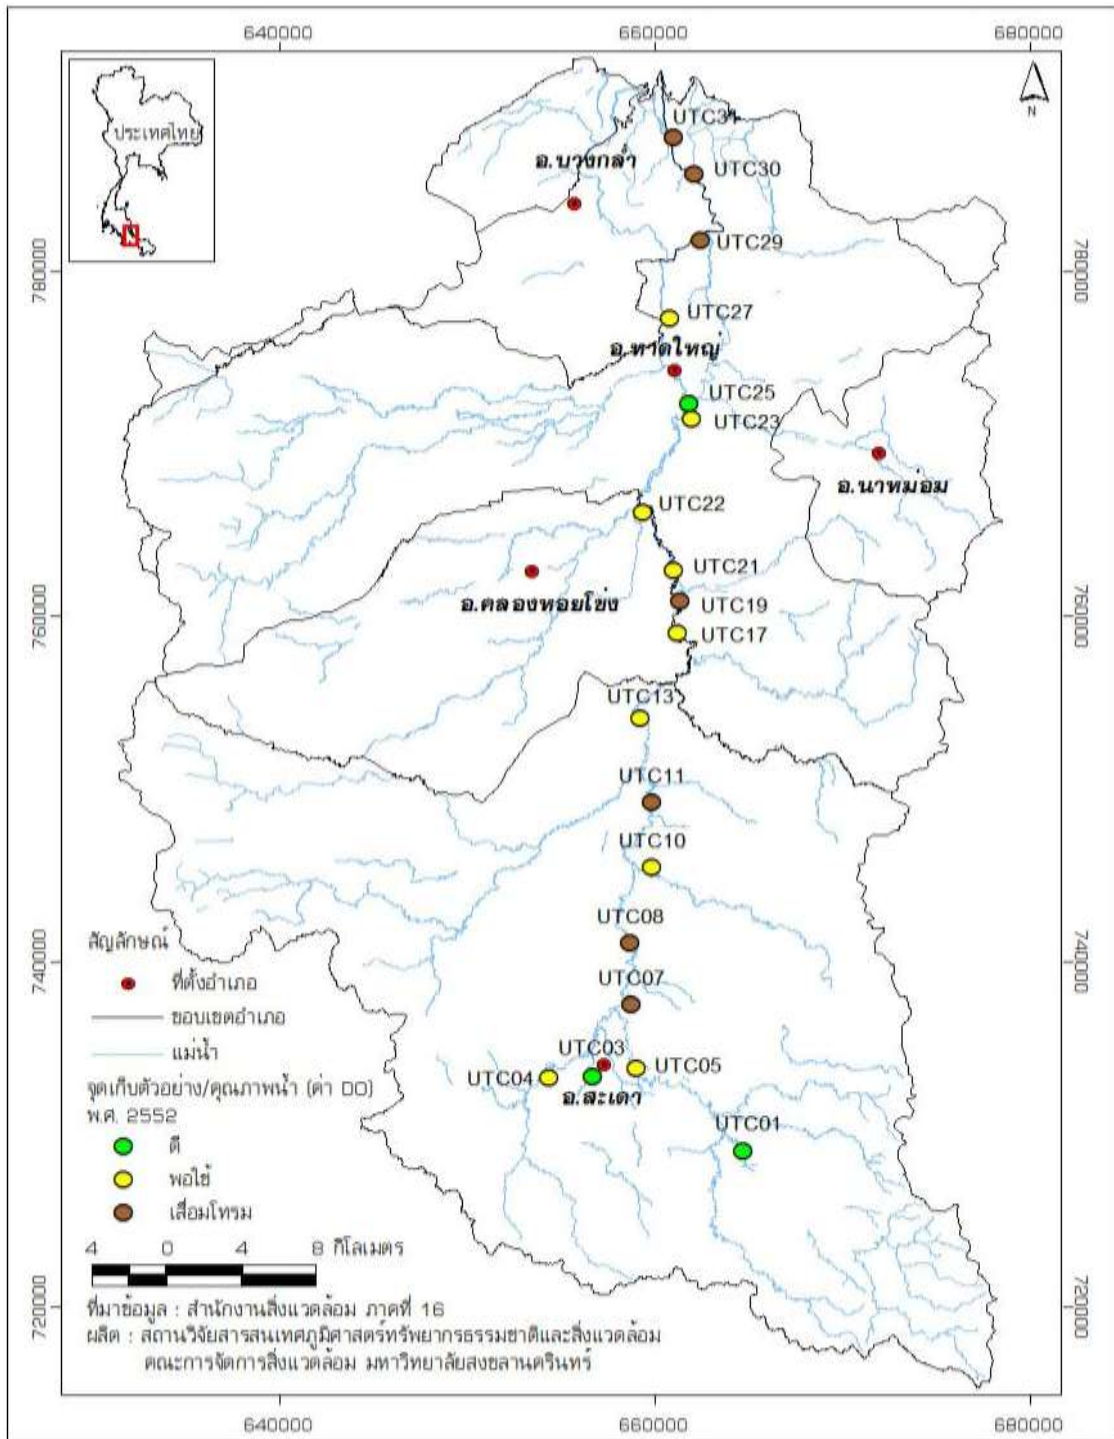 640000
660000
680000
ประเทศไทย
N
UTC31
อ.บางกล่ำ
UTC30
UTC29
780000
780000
UTC27
อ.หาดใหญ่
UTC25
UTC23
อ.นาหม่อม
UTC22
UTC21
อ.คลองหอยโข่ง
UTC19
760000
760000
UTC17
UTC13
UTC11
UTC10
UTC08
สัญลักษณ์
740000
740000
ที่ตั้งอำเภอ
UTC07
ขอบเขตอำเภอ
แม่น้ำ
UTC03
UTC05
UTC04
อ.สะเดา
จุดเก็บตัวอย่าง/คุณภาพน้ำ (ค่า DO)
พ.ศ. 2552
UTC01
ดี
พอใช้
เสื่อมโทรม
4 0 4 8 กิโลเมตร
720000
720000
ที่มาข้อมูล : สำนักงานสิ่งแวดล้อม ภาคที่ 16
ผลิต : สถานวิจัยสารสนเทศภูมิศาสตร์ทรัพยากรธรรมชาติและสิ่งแวดล้อม
คณะการจัดการสิ่งแวดล้อม มหาวิทยาลัยสงขลานครินทร์
640000
660000
680000